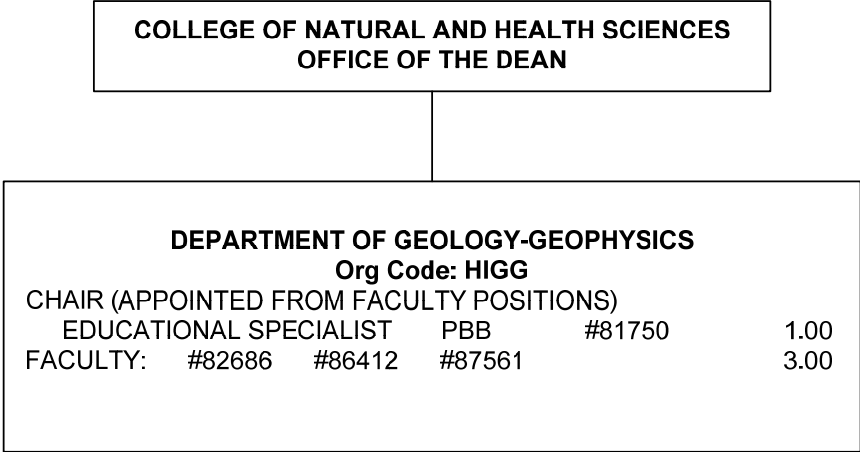 COLLEGE OF NATURAL AND HEALTH SCIENCES
OFFICE OF THE DEAN
DEPARTMENT OF GEOLOGY-GEOPHYSICS
Org Code: HIGG
CHAIR (APPOINTED FROM FACULTY POSITIONS)
EDUCATIONAL SPECIALIST PBB #81750 1.00
FACULTY: #82686 #86412 #87561 3.00